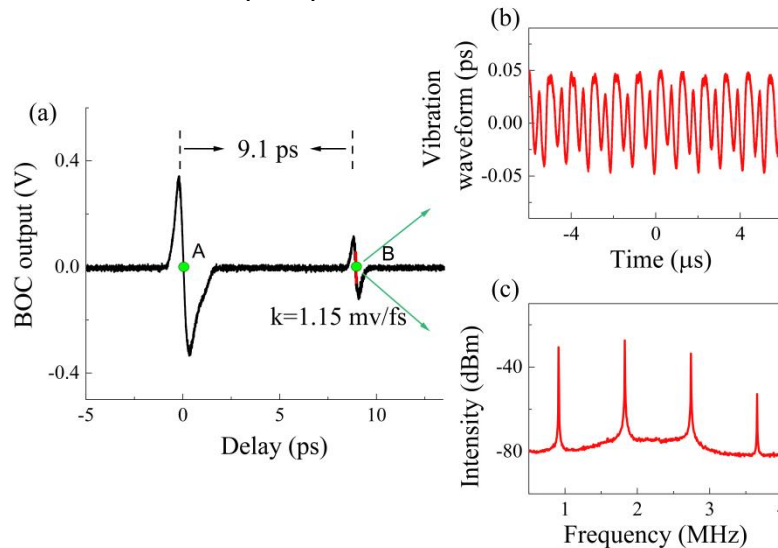 (a)
9.1 ps
A
B
k=1.15 mv/fs
BOC output (V)
0.4
0.0
-0.4
-5
0
5
10
Delay (ps)
(b)
Vibration
waveform (ps)
0.05
0.00
-0.05
-4
-2
0
2
4
Time (μs)
(c)
Intensity (dBm)
-40
-80
1
2
3
Frequency (MHz)